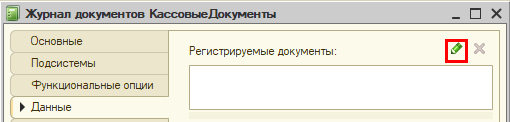 Журнал документов КассовыеДокументы
Основные
Подсистемы
Функциональные опции
Данные
Регистрируемые документы: